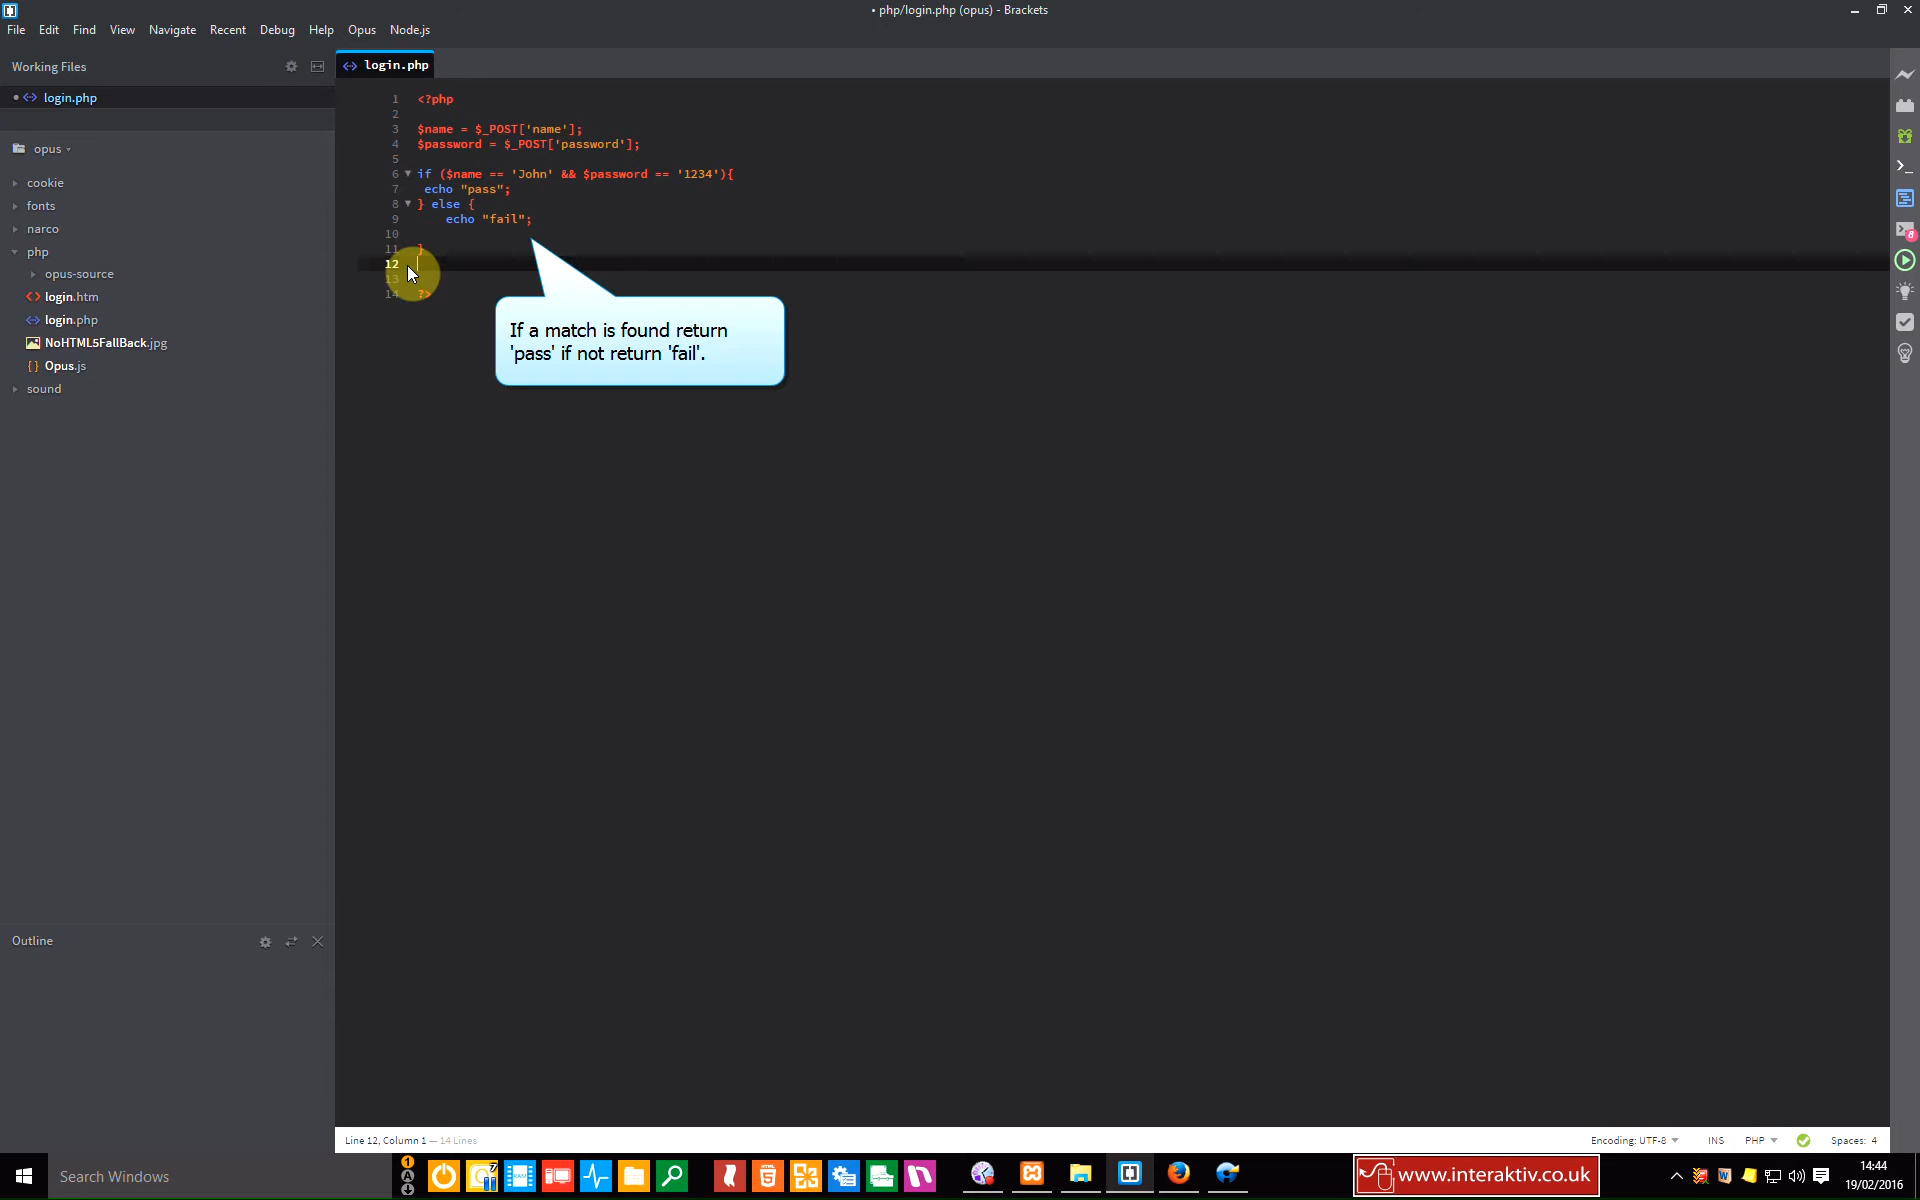 • php/login.php (opus) - Brackets
File Edit Find View Navigate Recent Debug Help Opus Node.js
Working Files
login.php
login.php
opus
cookie
fonts
narco
php
opus-source
login.htm
login.php
NoHTML5FallBack.jpg
Opus.js
sound
1 <?php
2
3 $name = $_POST['name'];
4 $password = $_POST['password'];
5
6 if ($name == 'John' && $password == '1234'){
7 echo "pass";
8 } else {
9 echo "fail";
10
11 }
12
13
14 ?>
If a match is found return
'pass' if not return 'fail'.
8
Outline
Line 12, Column 1 — 14 Lines
Encoding: UTF-8 INS PHP Spaces: 4
Search Windows
1
A
7
www.interaktiv.co.uk
14:44
19/02/2016